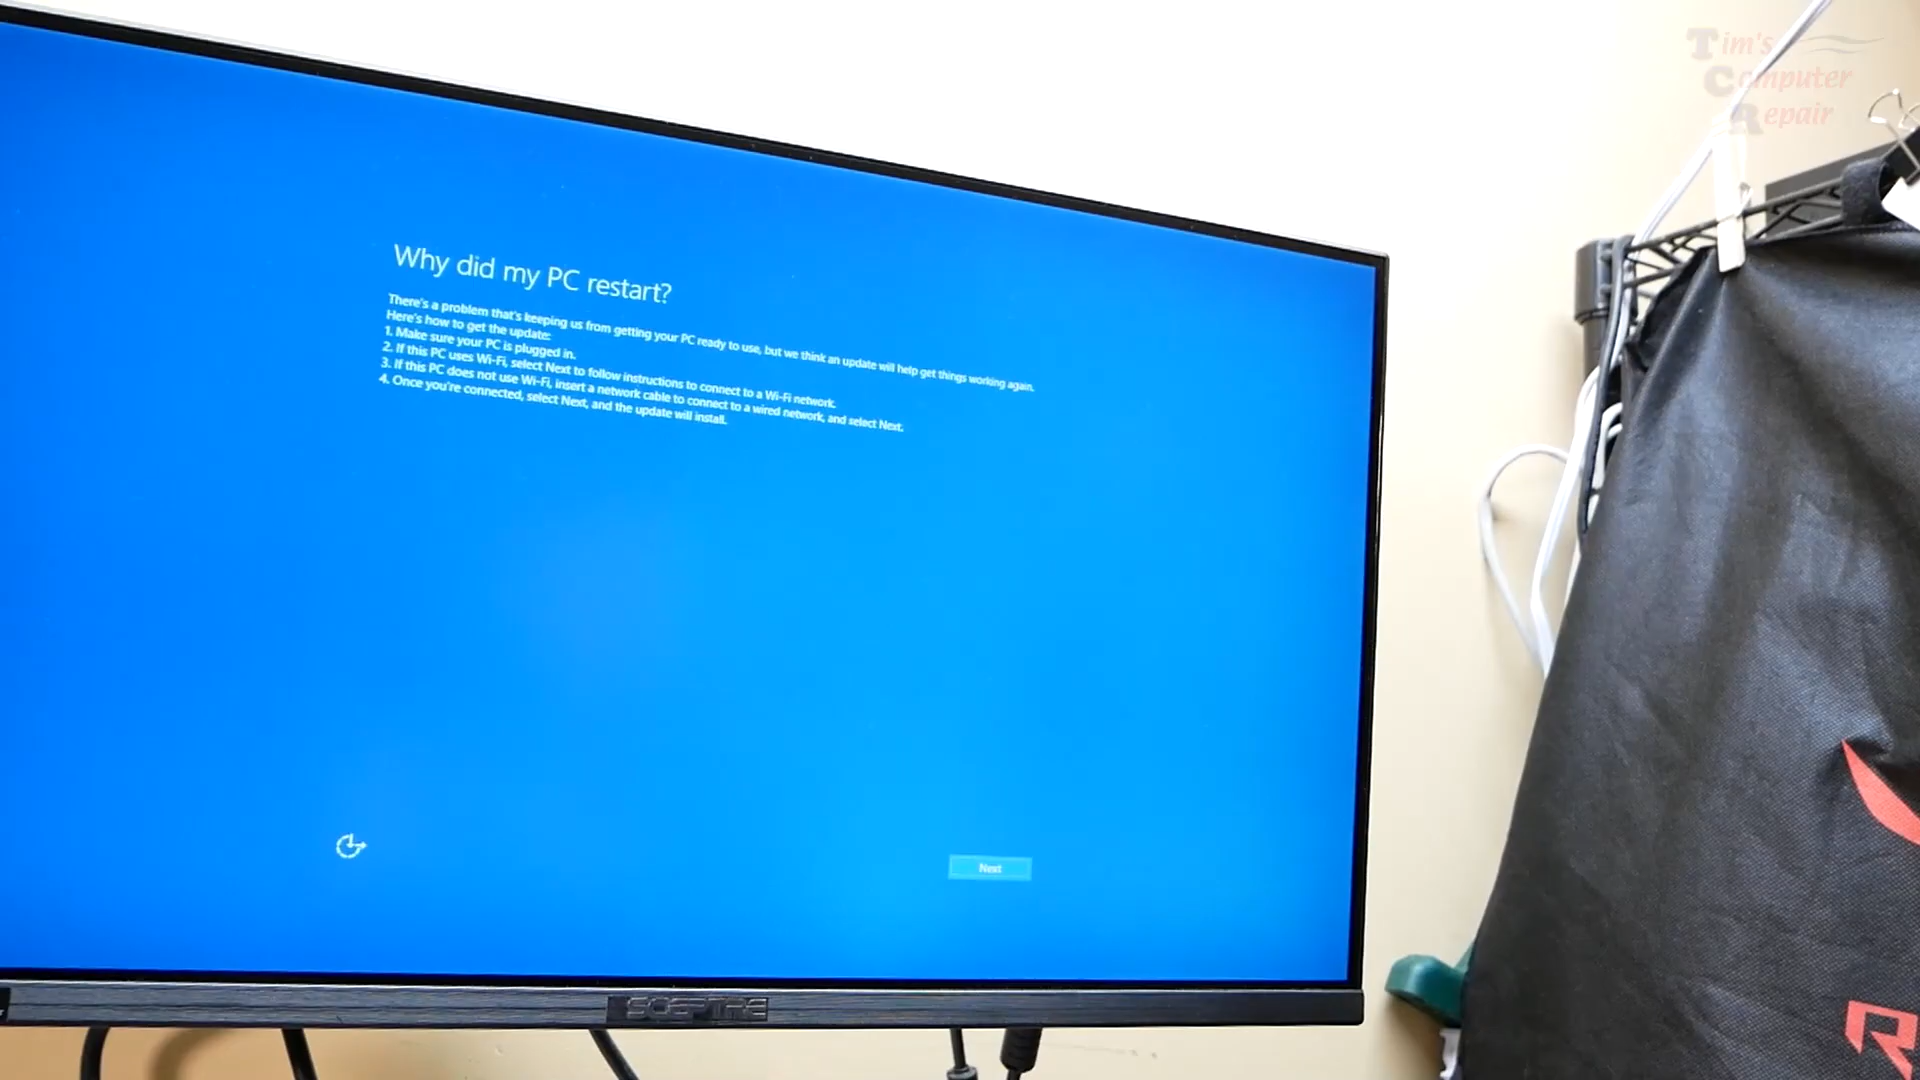 Tim's
Computer
Repair
Why did my PC restart?
There's a problem that's keeping us from getting your PC ready to use, but we think an update will help get things working again.
Here's how to get the update:
1. Make sure your PC is plugged in.
2. If this PC uses Wi-Fi, select Next to follow instructions to connect to a Wi-Fi network.
3. If this PC does not use Wi-Fi, insert a network cable to connect to a wired network, and select Next.
4. Once you're connected, select Next, and the update will install.
Next
SCEPTRE
R